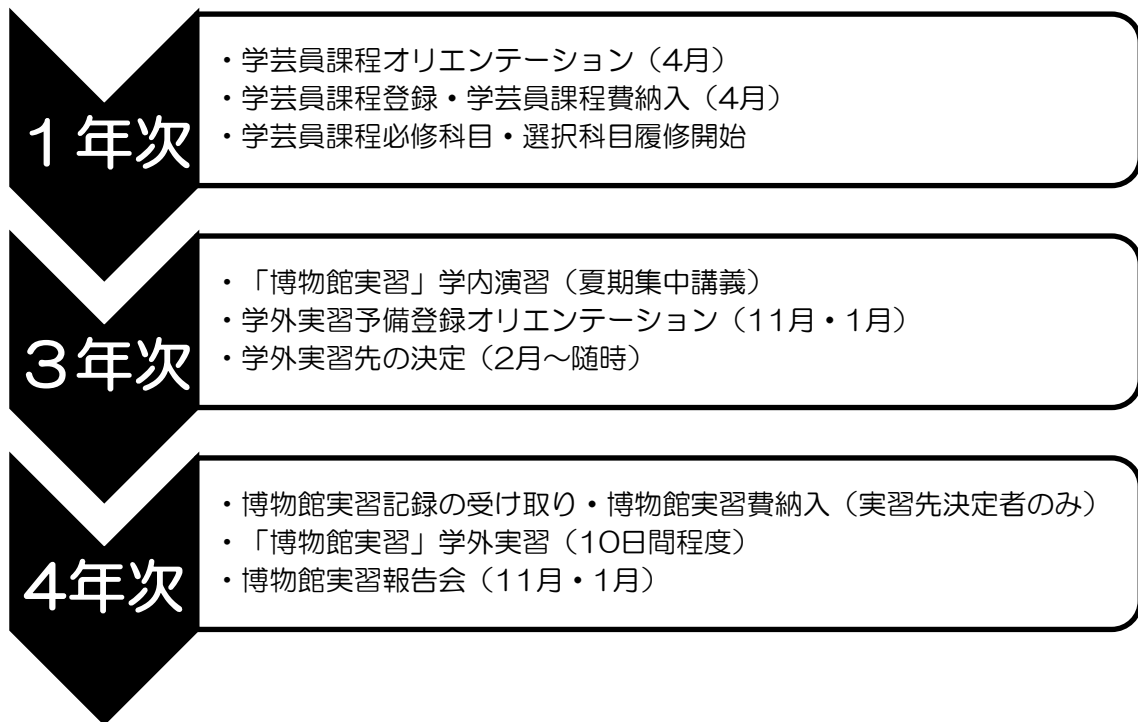 １年次
・学芸員課程オリエンテーション（4月）
・学芸員課程登録・学芸員課程費納入（4月）
・学芸員課程必修科目・選択科目履修開始
３年次
・「博物館実習」学内演習（夏期集中講義）
・学外実習予備登録オリエンテーション（11月・1月）
・学外実習先の決定（2月～随時）
4年次
・博物館実習記録の受け取り・博物館実習費納入（実習先決定者のみ）
・「博物館実習」学外実習（10日間程度）
・博物館実習報告会（11月・1月）